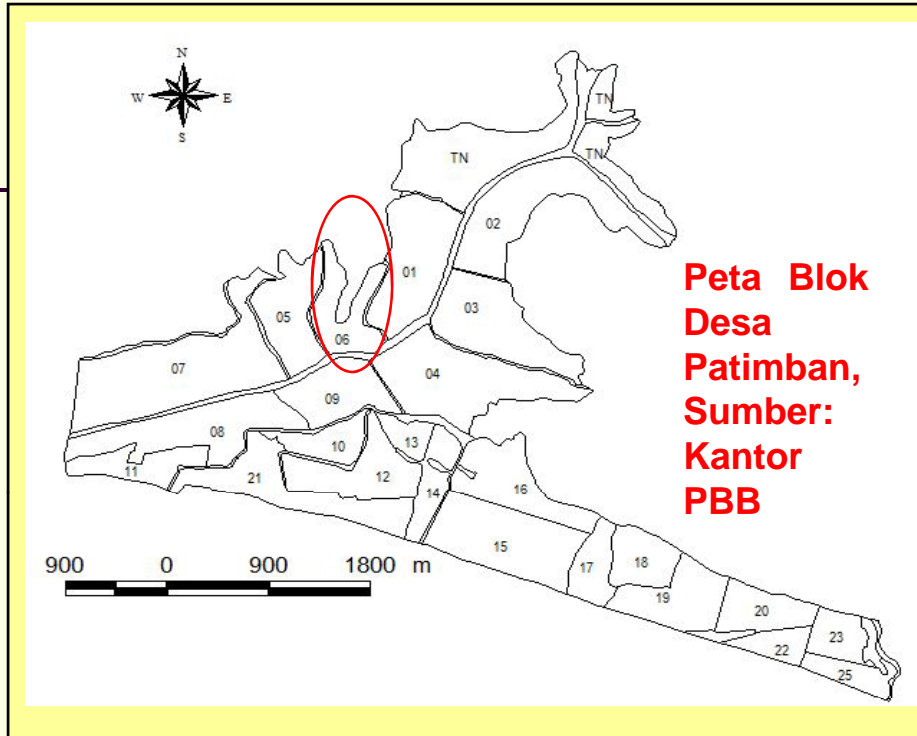 N
W E
S
TN
TN
TN
02
01
03
05
06
07
04
09
08
10
13
11
21
12
14
16
15
17
18
19
20
22
23
25
900 0 900 1800 m
Peta Blok
Desa
Patimban,
Sumber:
Kantor
PBB